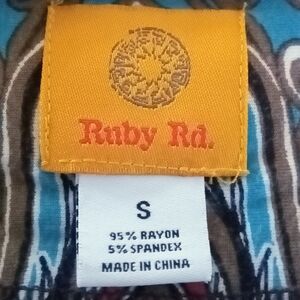 Ruby Rd.
S
95% RAYON
5% SPANDEX
MADE IN CHINA